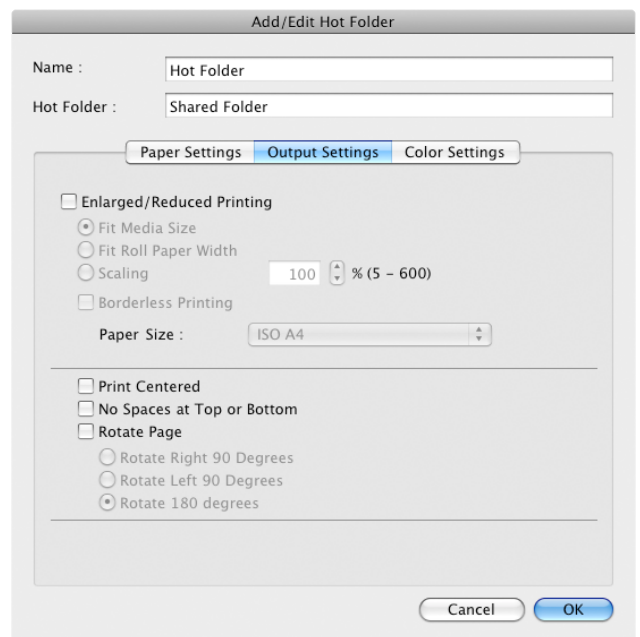 Add/Edit Hot Folder
Name : Hot Folder
Hot Folder : Shared Folder
Paper Settings Output Settings Color Settings
Enlarged/Reduced Printing
Fit Media Size
Fit Roll Paper Width
Scaling 100 % (5 – 600)
Borderless Printing
Paper Size : ISO A4
Print Centered
No Spaces at Top or Bottom
Rotate Page
Rotate Right 90 Degrees
Rotate Left 90 Degrees
Rotate 180 degrees
Cancel OK